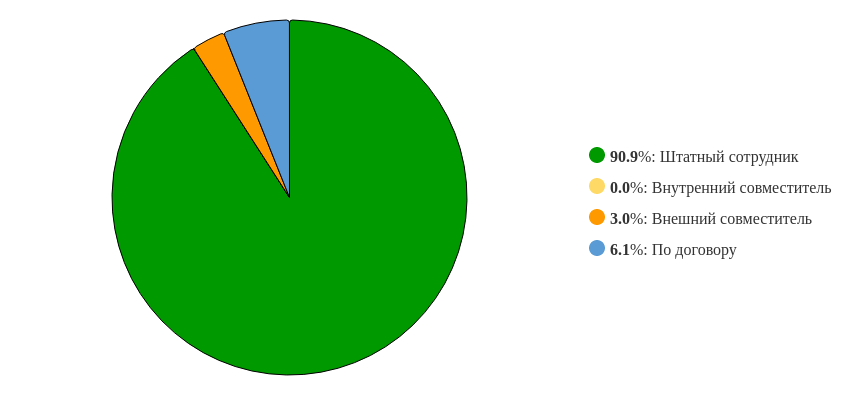 90.9%: Штатный сотрудник
0.0%: Внутренний совместитель
3.0%: Внешний совместитель
6.1%: По договору